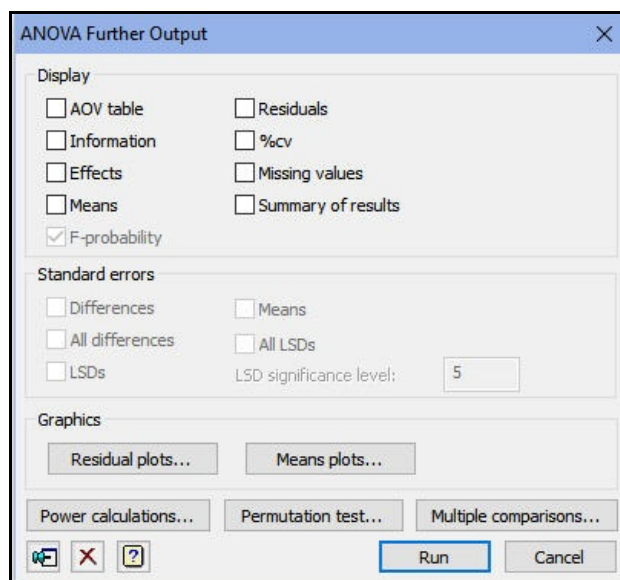 ANOVA Further Output
Display
AOV table Residuals
Information %cv
Effects Missing values
Means Summary of results
F-probability
Standard errors
Differences Means
All differences All LSDs
LSDs LSD significance level: 5
Graphics
Residual plots... Means plots...
Power calculations... Permutation test... Multiple comparisons...
? Run Cancel